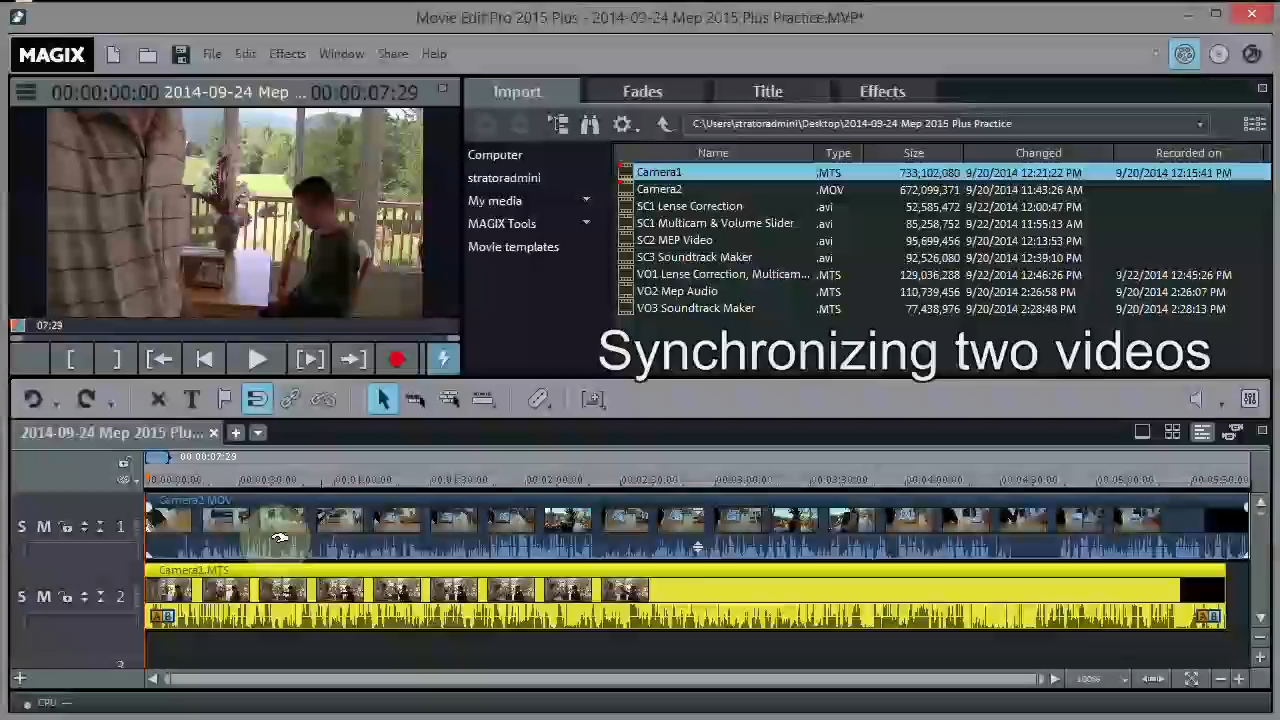 Movie Edit Pro 2015 Plus - 2014-09-24 Mep 2015 Plus Practice.MVP*
MAGIX File Edit Effects Window Share Help
00:00:00:00 2014-09-24 Mep ... 00:00:07:29
Import Fades Title Effects
C:\Users\stratoradmini\Desktop\2014-09-24 Mep 2015 Plus Practice
Computer
stratoradmini
My media
MAGIX Tools
Movie templates
Name Type Size Changed Recorded on
Camera1 .MTS 733,102,080 9/20/2014 12:21:22 PM 9/20/2014 12:15:41 PM
Camera2 .MOV 672,099,371 9/20/2014 11:43:26 AM
SC1 Lense Correction .avi 52,585,472 9/22/2014 12:00:47 PM
SC1 Multicam & Volume Slider .avi 85,258,752 9/22/2014 11:55:13 AM
SC2 MEP Video .avi 95,699,456 9/20/2014 12:13:53 PM
SC3 Soundtrack Maker .avi 92,526,080 9/20/2014 12:39:10 PM
VO1 Lense Correction, Multicam... .MTS 129,036,288 9/22/2014 12:46:26 PM 9/22/2014 12:45:26 PM
VO2 Mep Audio .MTS 110,739,456 9/20/2014 2:26:58 PM 9/20/2014 2:26:07 PM
VO3 Soundtrack Maker .MTS 77,438,976 9/20/2014 2:28:48 PM 9/20/2014 2:28:13 PM
07:29
Synchronizing two videos
2014-09-24 Mep 2015 Plu...
00:00:07:29
00:00:00:00 00:00:30:00 00:01:00:00 00:01:30:00 00:02:00:00 00:02:30:00 00:03:00:00 00:03:30:00 00:04:00:00 00:04:30:00 00:05:00:00 00:05:30:00
Camera2.MOV
S M 1
Camera1.MTS
S M 2
A B A B
3
100%
CPU: —